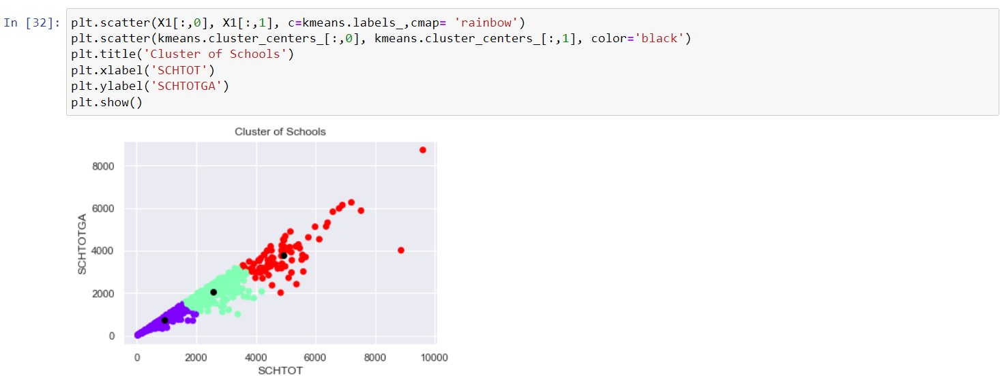 In [32]: plt.scatter(X1[:,0], X1[:,1], c=kmeans.labels_,cmap= 'rainbow')
plt.scatter(kmeans.cluster_centers_[:,0], kmeans.cluster_centers_[:,1], color='black')
plt.title('Cluster of Schools')
plt.xlabel('SCHTOT')
plt.ylabel('SCHTOTGA')
plt.show()
Cluster of Schools
8000
6000
4000
2000
0
SCHTOTGA
0 2000 4000 6000 8000 10000
SCHTOT